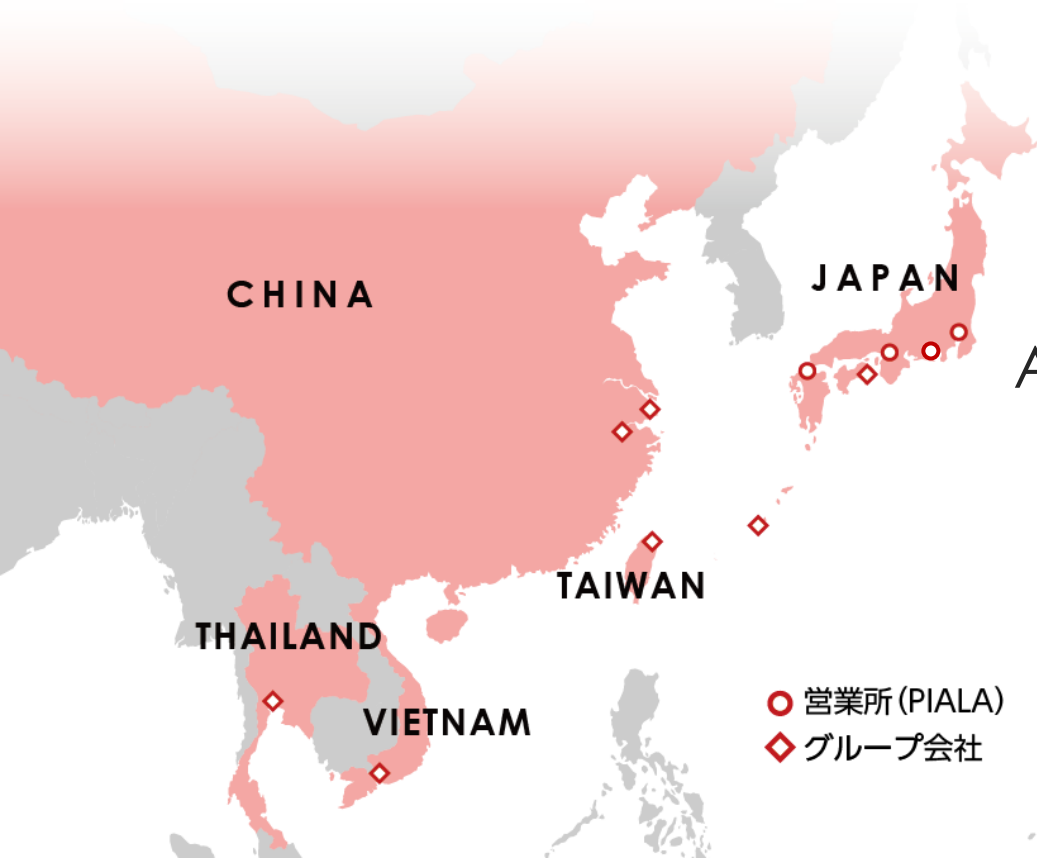 CHINA
JAPAN
A
TAIWAN
THAILAND
VIETNAM
営業所(PIALA)
グループ会社